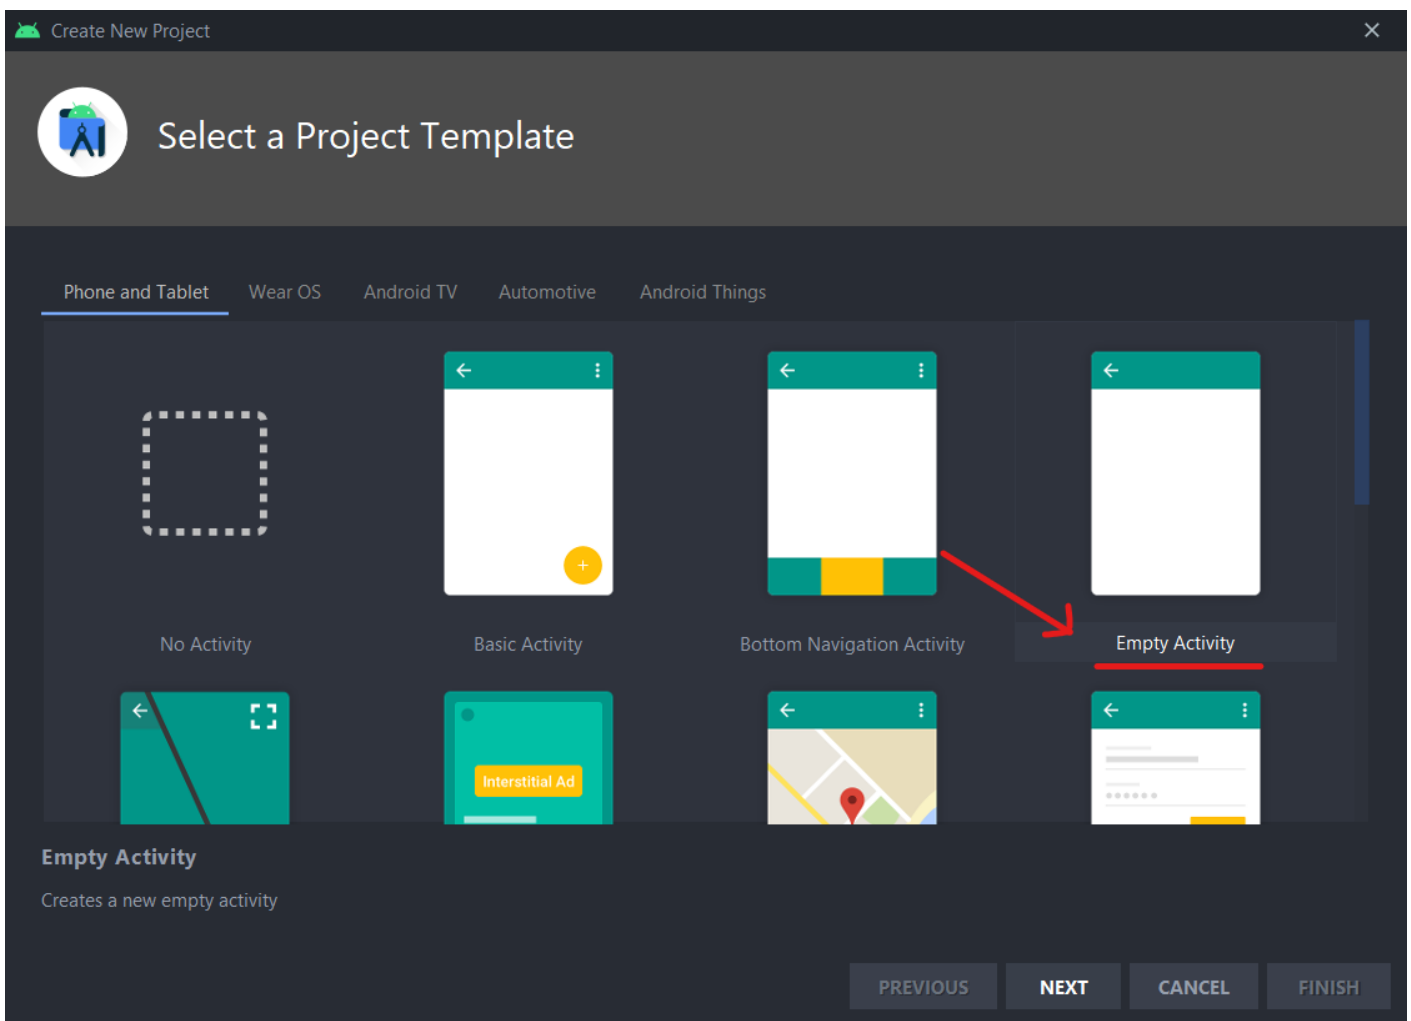 Create New Project
Select a Project Template
Phone and Tablet Wear OS Android TV Automotive Android Things
No Activity Basic Activity Bottom Navigation Activity Empty Activity
Interstitial Ad
Empty Activity
Creates a new empty activity
PREVIOUS NEXT CANCEL FINISH